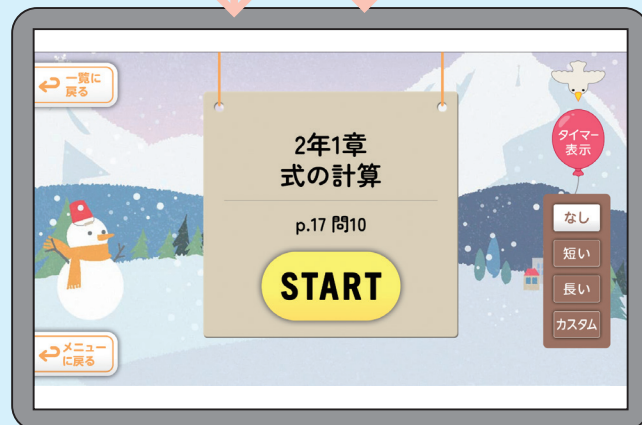 一覧に
戻る
2年1章
式の計算
p.17 問10
START
タイマー
表示
なし
短い
長い
カスタム
メニュー
に戻る